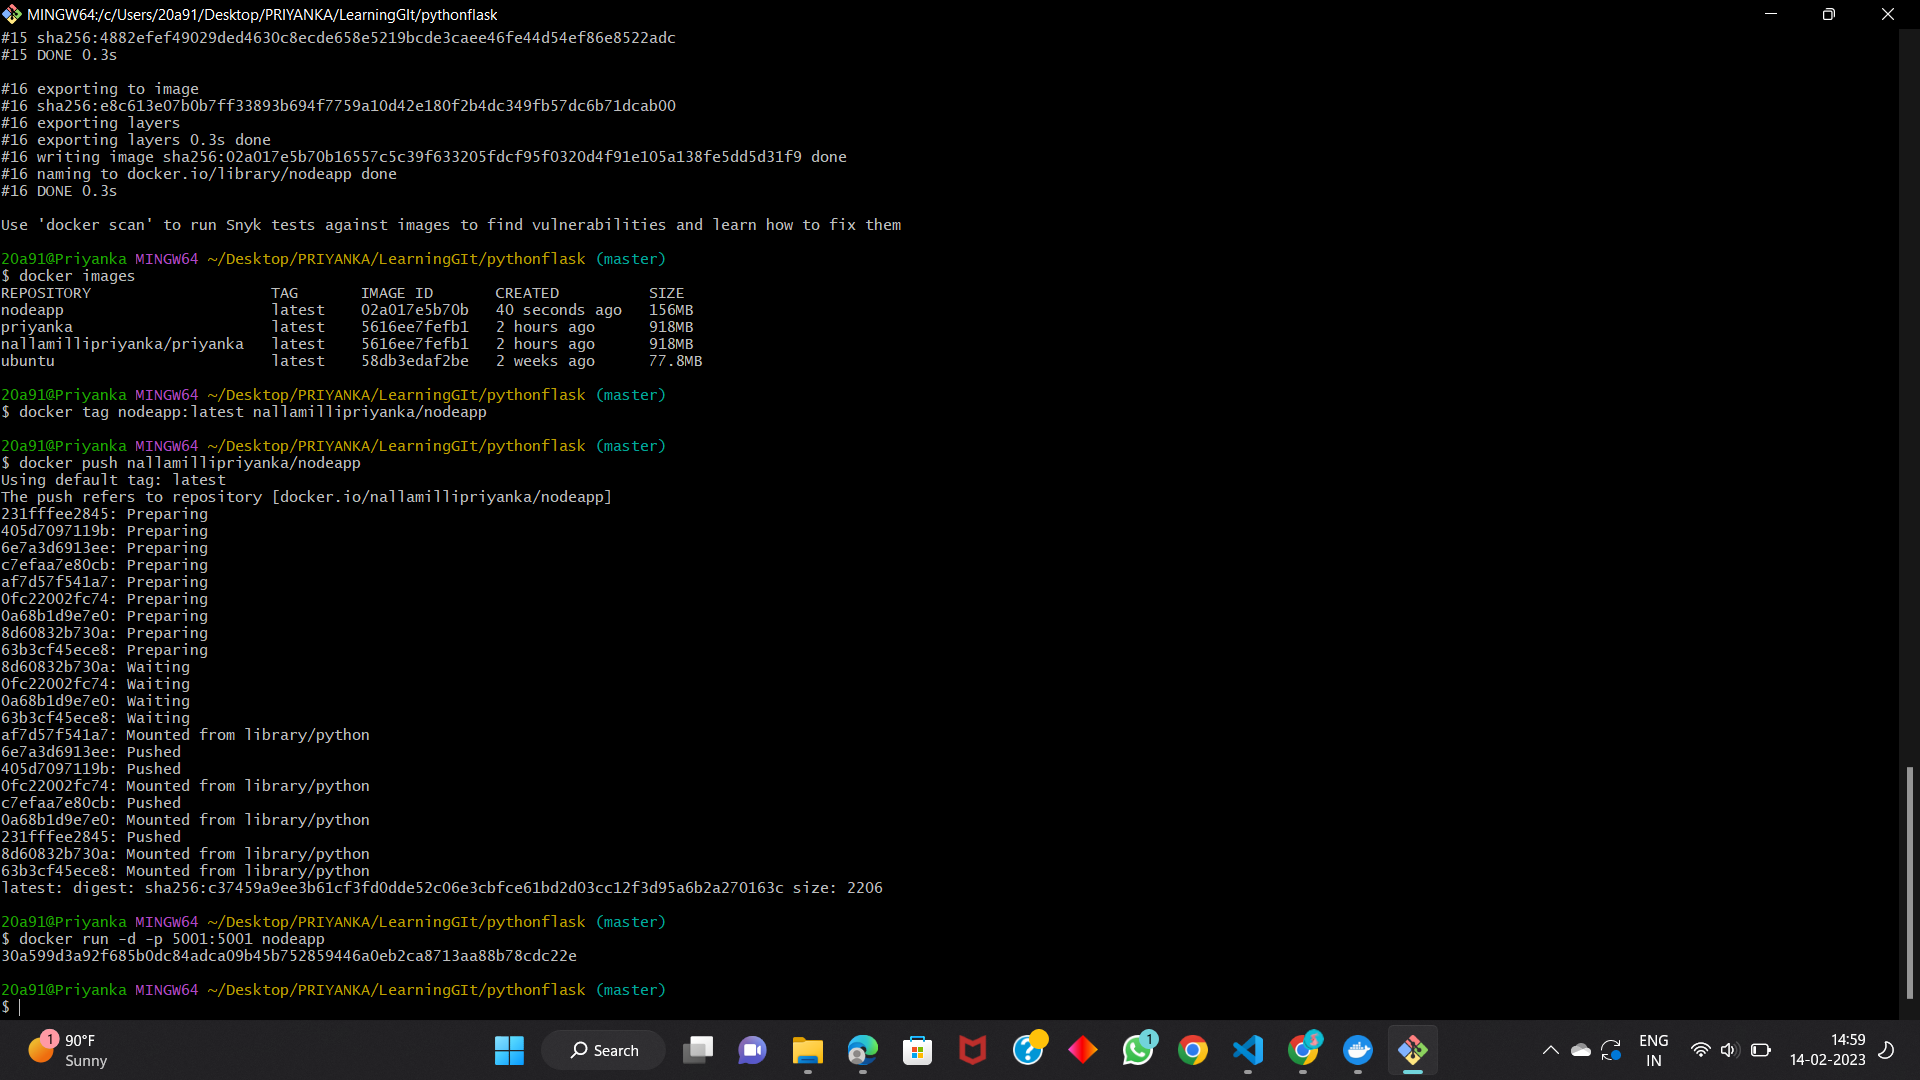 MINGW64:/c/Users/20a91/Desktop/PRIYANKA/LearningGIt/pythonflask
#15 sha256:4882efef49029ded4630c8ecde658e5219bcde3caee46fe44d54ef86e8522adc
#15 DONE 0.3s
#16 exporting to image
#16 sha256:e8c613e07b0b7ff33893b694f7759a10d42e180f2b4dc349fb57dc6b71dcab00
#16 exporting layers
#16 exporting layers 0.3s done
#16 writing image sha256:02a017e5b70b16557c5c39f633205fdcf95f0320d4f91e105a138fe5dd5d31f9 done
#16 naming to docker.io/library/nodeapp done
#16 DONE 0.3s
Use 'docker scan' to run Snyk tests against images to find vulnerabilities and learn how to fix them
20a91@Priyanka MINGW64 ~/Desktop/PRIYANKA/LearningGIt/pythonflask (master)
$ docker images
REPOSITORY TAG IMAGE ID CREATED SIZE
nodeapp latest 02a017e5b70b 40 seconds ago 156MB
priyanka latest 5616ee7fefb1 2 hours ago 918MB
nallamillipriyanka/priyanka latest 5616ee7fefb1 2 hours ago 918MB
ubuntu latest 58db3edaf2be 2 weeks ago 77.8MB
20a91@Priyanka MINGW64 ~/Desktop/PRIYANKA/LearningGIt/pythonflask (master)
$ docker tag nodeapp:latest nallamillipriyanka/nodeapp
20a91@Priyanka MINGW64 ~/Desktop/PRIYANKA/LearningGIt/pythonflask (master)
$ docker push nallamillipriyanka/nodeapp
Using default tag: latest
The push refers to repository [docker.io/nallamillipriyanka/nodeapp]
231fffee2845: Preparing
405d7097119b: Preparing
6e7a3d6913ee: Preparing
c7efaa7e80cb: Preparing
af7d57f541a7: Preparing
0fc22002fc74: Preparing
0a68b1d9e7e0: Preparing
8d60832b730a: Preparing
63b3cf45ece8: Preparing
8d60832b730a: Waiting
0fc22002fc74: Waiting
0a68b1d9e7e0: Waiting
63b3cf45ece8: Waiting
af7d57f541a7: Mounted from library/python
6e7a3d6913ee: Pushed
405d7097119b: Pushed
0fc22002fc74: Mounted from library/python
c7efaa7e80cb: Pushed
0a68b1d9e7e0: Mounted from library/python
231fffee2845: Pushed
8d60832b730a: Mounted from library/python
63b3cf45ece8: Mounted from library/python
latest: digest: sha256:c37459a9ee3b61cf3fd0dde52c06e3cbfce61bd2d03cc12f3d95a6b2a270163c size: 2206
20a91@Priyanka MINGW64 ~/Desktop/PRIYANKA/LearningGIt/pythonflask (master)
$ docker run -d -p 5001:5001 nodeapp
30a599d3a92f685b0dc84adca09b45b752859446a0eb2ca8713aa88b78cdc22e
20a91@Priyanka MINGW64 ~/Desktop/PRIYANKA/LearningGIt/pythonflask (master)
$
1 90°F
Sunny
Search
1
ENG
IN
14:59
14-02-2023